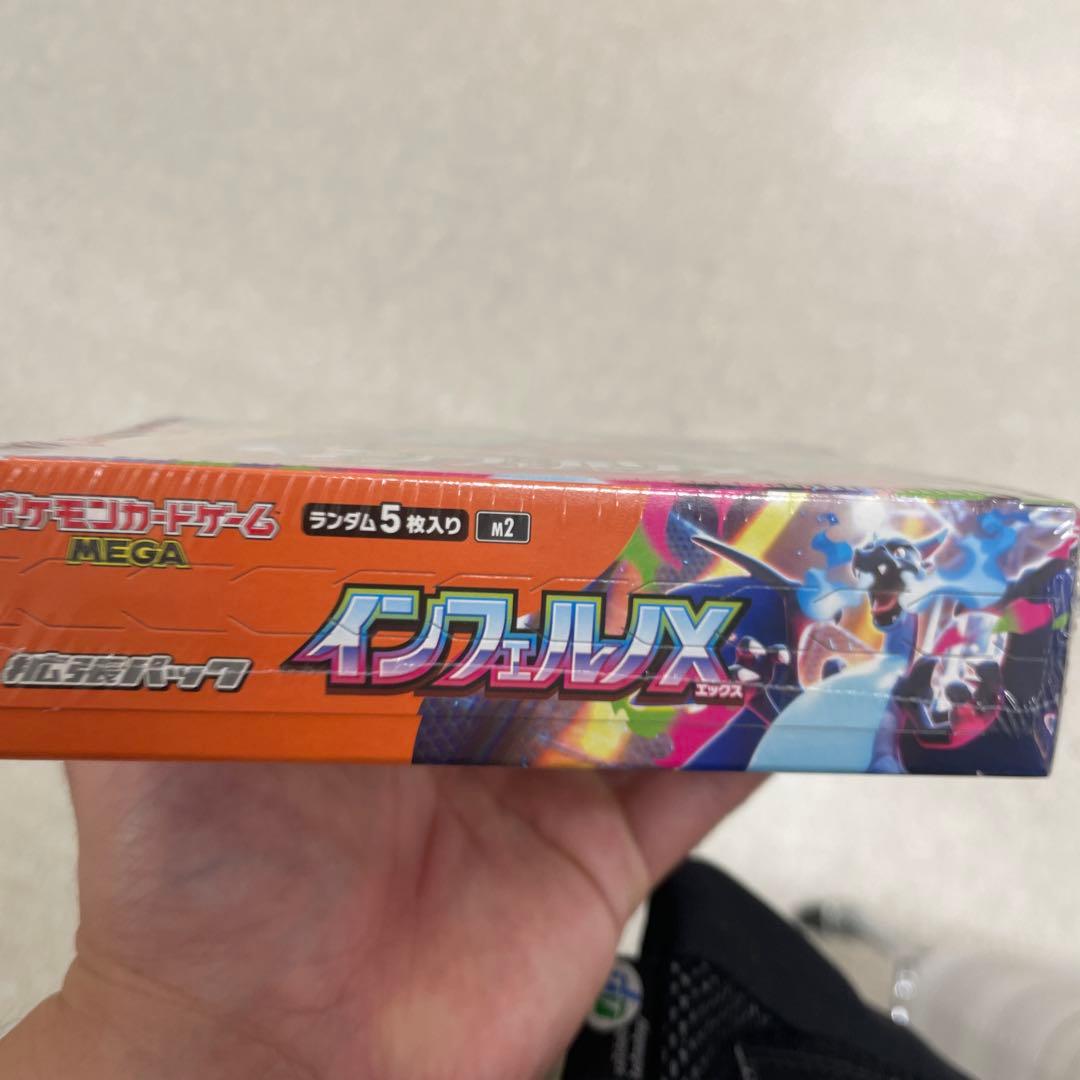 ポケモンカードゲーム
MEGA
ランダム5枚入り
M2
拡張パック
インフェルノX
エックス